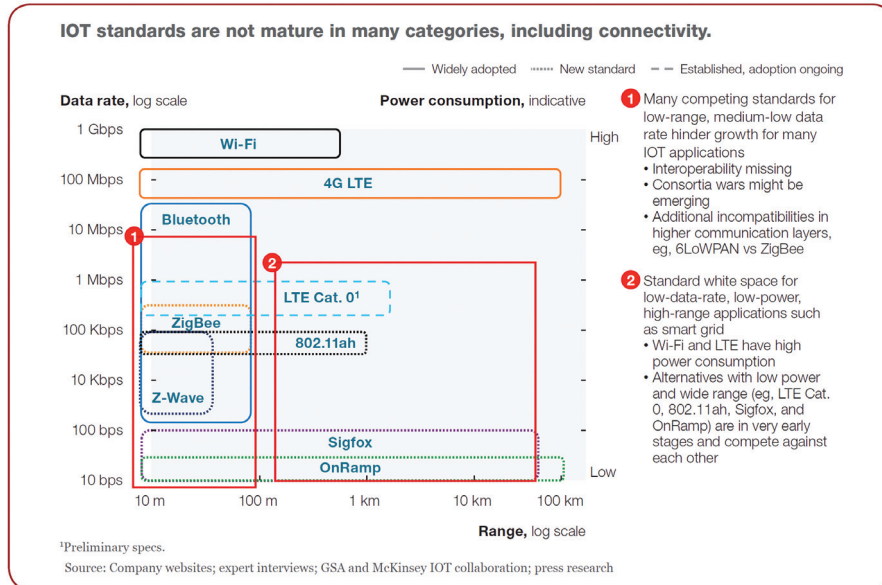 IOT standards are not mature in many categories, including connectivity.
Widely adopted
New standard
Established, adoption ongoing
Data rate, log scale
Power consumption, indicative
1 Gbps
100 Mbps
10 Mbps
1 Mbps
100 Kbps
10 Kbps
100 bps
10 bps
High
Low
Wi-Fi
4G LTE
Bluetooth
1
2
LTE Cat. 0¹
ZigBee
802.11ah
Z-Wave
Sigfox
OnRamp
10 m
100 m
1 km
10 km
100 km
Range, log scale
1 Many competing standards for
low-range, medium-low data
rate hinder growth for many
IOT applications
• Interoperability missing
• Consortia wars might be
emerging
• Additional incompatibilities in
higher communication layers,
eg, 6LoWPAN vs ZigBee
2 Standard white space for
low-data-rate, low-power,
high-range applications such
as smart grid
• Wi-Fi and LTE have high
power consumption
• Alternatives with low power
and wide range (eg, LTE Cat.
0, 802.11ah, Sigfox, and
OnRamp) are in very early
stages and compete against
each other
¹Preliminary specs.
Source: Company websites; expert interviews; GSA and McKinsey IOT collaboration; press research